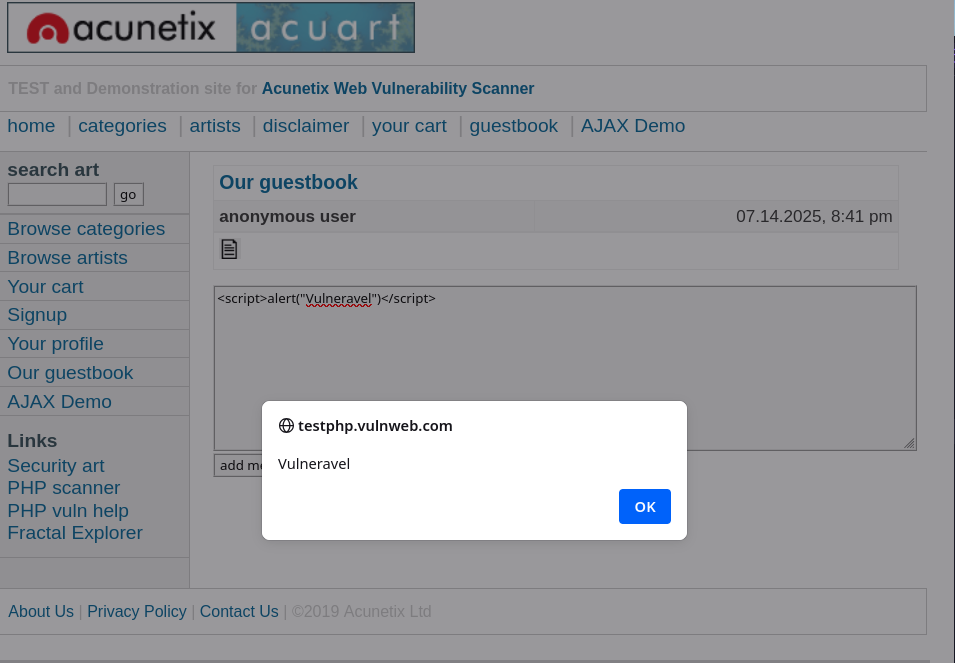 acunetix acuart
TEST and Demonstration site for Acunetix Web Vulnerability Scanner
home | categories | artists | disclaimer | your cart | guestbook | AJAX Demo
search art
go
Browse categories
Browse artists
Your cart
Signup
Your profile
Our guestbook
AJAX Demo
Links
Security art
PHP scanner
PHP vuln help
Fractal Explorer
Our guestbook
anonymous user 07.14.2025, 8:41 pm
<script>alert("Vulneravel")</script>
add
testphp.vulnweb.com
Vulneravel
OK
About Us | Privacy Policy | Contact Us | ©2019 Acunetix Ltd